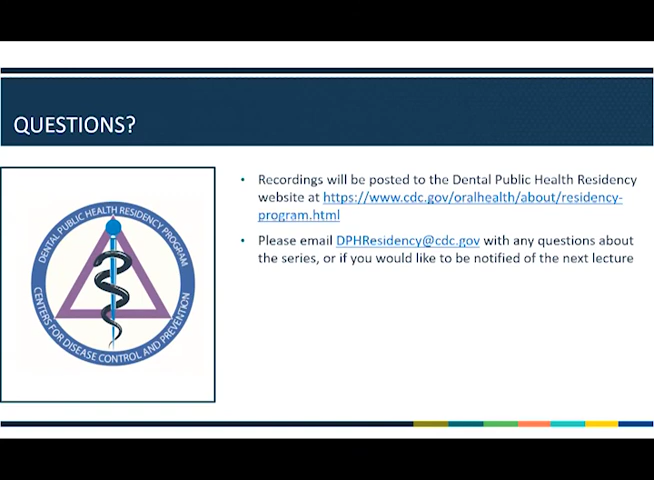 QUESTIONS?
DENTAL PUBLIC HEALTH RESIDENCY PROGRAM
CENTERS FOR DISEASE CONTROL AND PREVENTION
• Recordings will be posted to the Dental Public Health Residency
website at https://www.cdc.gov/oralhealth/about/residency-
program.html
• Please email DPHResidency@cdc.gov with any questions about
the series, or if you would like to be notified of the next lecture